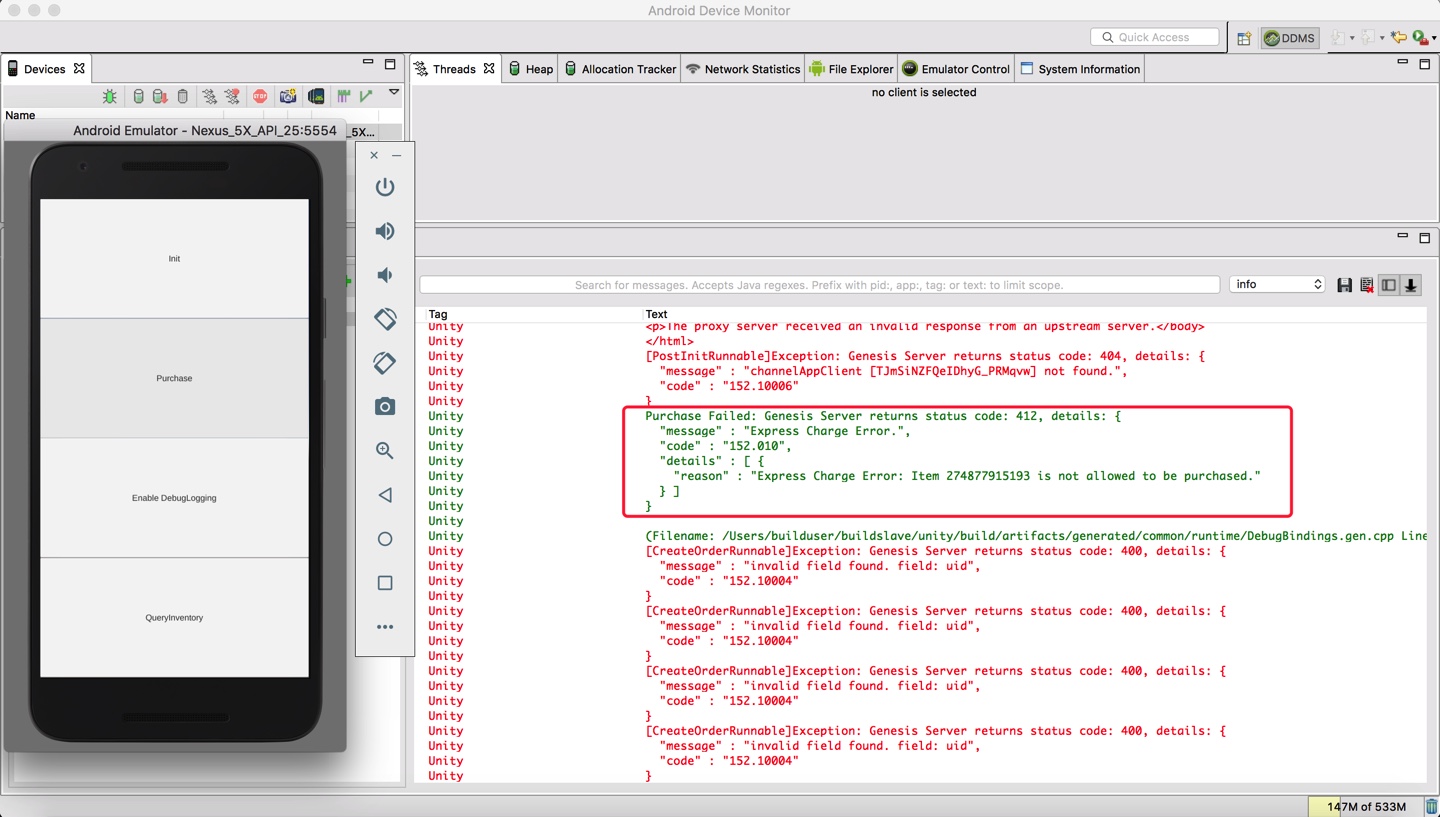 Android Device Monitor
Quick Access
DDMS
Devices
Threads
Heap
Allocation Tracker
Network Statistics
File Explorer
Emulator Control
System Information
no client is selected
Name
Android Emulator - Nexus_5X_API_25:5554
_5X...
Init
Purchase
Enable DebugLogging
QueryInventory
Search for messages. Accepts Java regexes. Prefix with pid:, app:, tag: or text: to limit scope.
info
Tag Text
Unity <p>The proxy server received an invalid response from an upstream server.</body>
Unity </html>
Unity [PostInitRunnable]Exception: Genesis Server returns status code: 404, details: {
Unity "message" : "channelAppClient [TJmSiNZFQeIDhyG_PRMqvw] not found.",
Unity "code" : "152.10006"
Unity }
Unity Purchase Failed: Genesis Server returns status code: 412, details: {
Unity "message" : "Express Charge Error.",
Unity "code" : "152.010",
Unity "details" : [ {
Unity "reason" : "Express Charge Error: Item 274877915193 is not allowed to be purchased."
Unity } ]
Unity }
Unity
Unity (Filename: /Users/builduser/buildslave/unity/build/artifacts/generated/common/runtime/DebugBindings.gen.cpp Line
Unity [CreateOrderRunnable]Exception: Genesis Server returns status code: 400, details: {
Unity "message" : "invalid field found. field: uid",
Unity "code" : "152.10004"
Unity }
Unity [CreateOrderRunnable]Exception: Genesis Server returns status code: 400, details: {
Unity "message" : "invalid field found. field: uid",
Unity "code" : "152.10004"
Unity }
Unity [CreateOrderRunnable]Exception: Genesis Server returns status code: 400, details: {
Unity "message" : "invalid field found. field: uid",
Unity "code" : "152.10004"
Unity }
Unity [CreateOrderRunnable]Exception: Genesis Server returns status code: 400, details: {
Unity "message" : "invalid field found. field: uid",
Unity "code" : "152.10004"
Unity }
147M of 533M